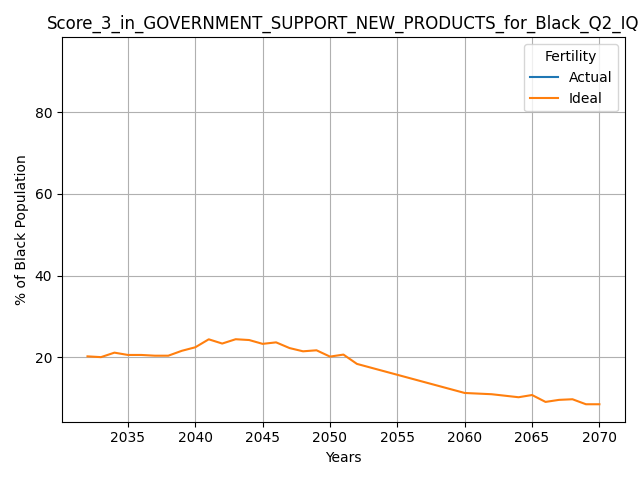 Score_3_in_GOVERNMENT_SUPPORT_NEW_PRODUCTS_for_Black_Q2_IQ
Fertility
Actual
Ideal
80
60
40
20
% of Black Population
2035 2040 2045 2050 2055 2060 2065 2070
Years